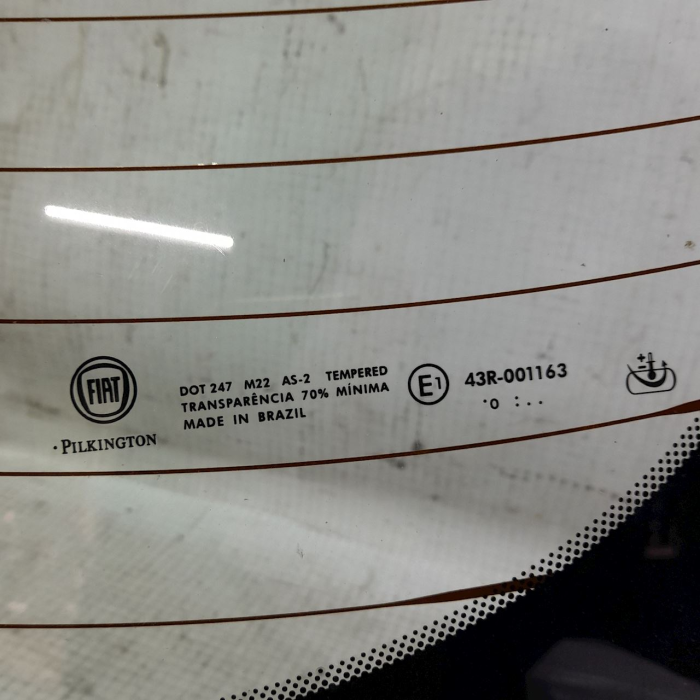 FIAT
·PILKINGTON
DOT 247 M22 AS-2 TEMPERED
TRANSPARÊNCIA 70% MÍNIMA
MADE IN BRAZIL
E1
43R-001163
·o :..